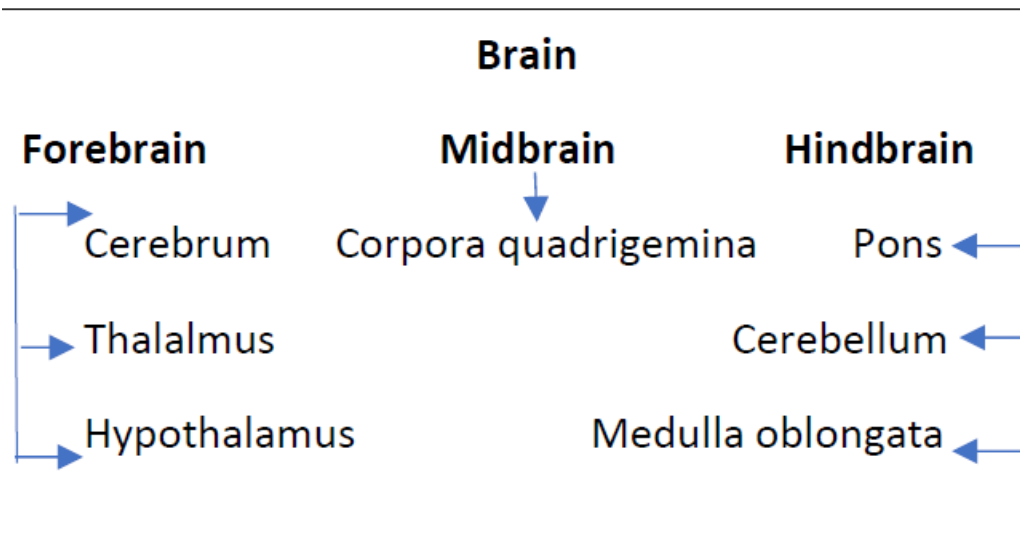 Brain
Forebrain Midbrain Hindbrain
Cerebrum Corpora quadrigemina Pons
Thalalmus Cerebellum
Hypothalamus Medulla oblongata